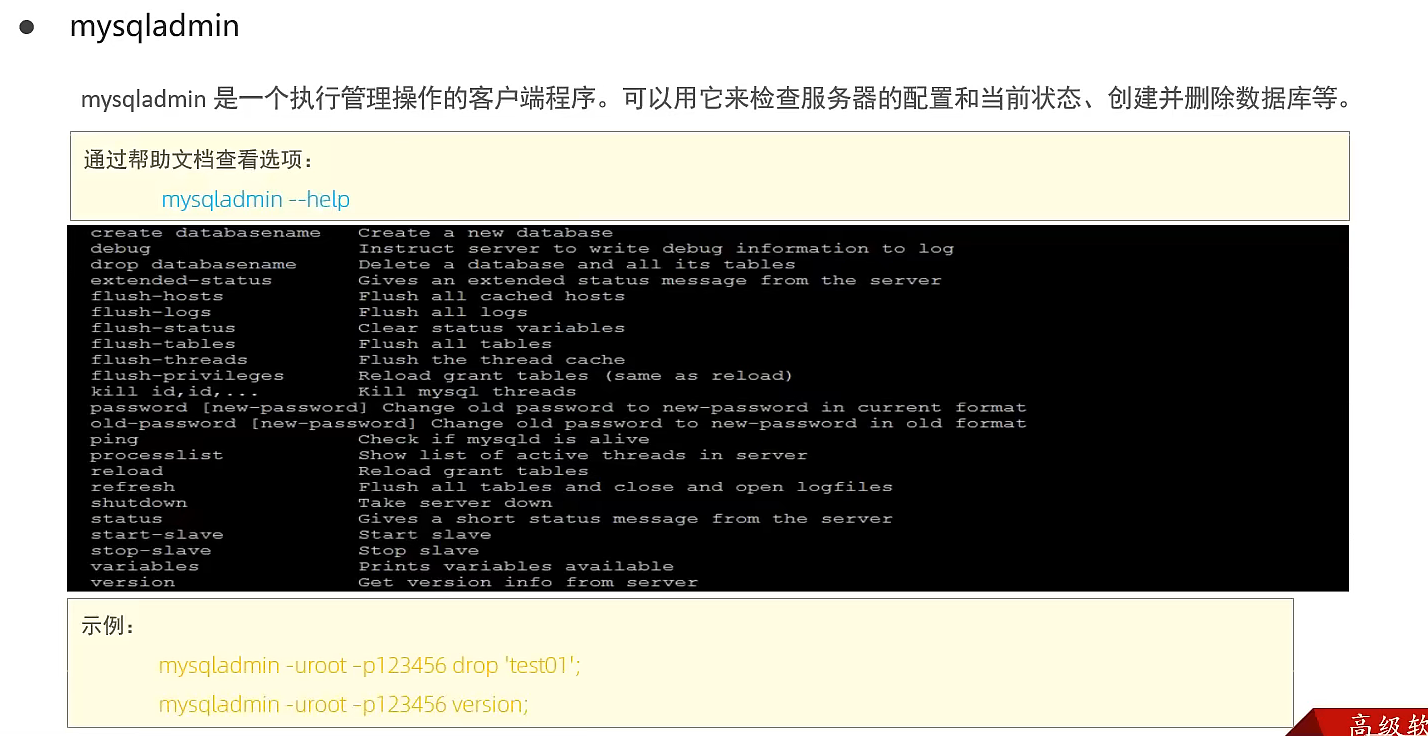 ● mysqladmin
mysqladmin 是一个执行管理操作的客户端程序。可以用它来检查服务器的配置和当前状态、创建并删除数据库等。
通过帮助文档查看选项：
mysqladmin --help
create databasename Create a new database
debug Instruct server to write debug information to log
drop databasename Delete a database and all its tables
extended-status Gives an extended status message from the server
flush-hosts Flush all cached hosts
flush-logs Flush all logs
flush-status Clear status variables
flush-tables Flush all tables
flush-threads Flush the thread cache
flush-privileges Reload grant tables (same as reload)
kill id,id,... Kill mysql threads
password [new-password] Change old password to new-password in current format
old-password [new-password] Change old password to new-password in old format
ping Check if mysqld is alive
processlist Show list of active threads in server
reload Reload grant tables
refresh Flush all tables and close and open logfiles
shutdown Take server down
status Gives a short status message from the server
start-slave Start slave
stop-slave Stop slave
variables Prints variables available
version Get version info from server
示例：
mysqladmin -uroot –p123456 drop 'test01';
mysqladmin -uroot –p123456 version;
高级软